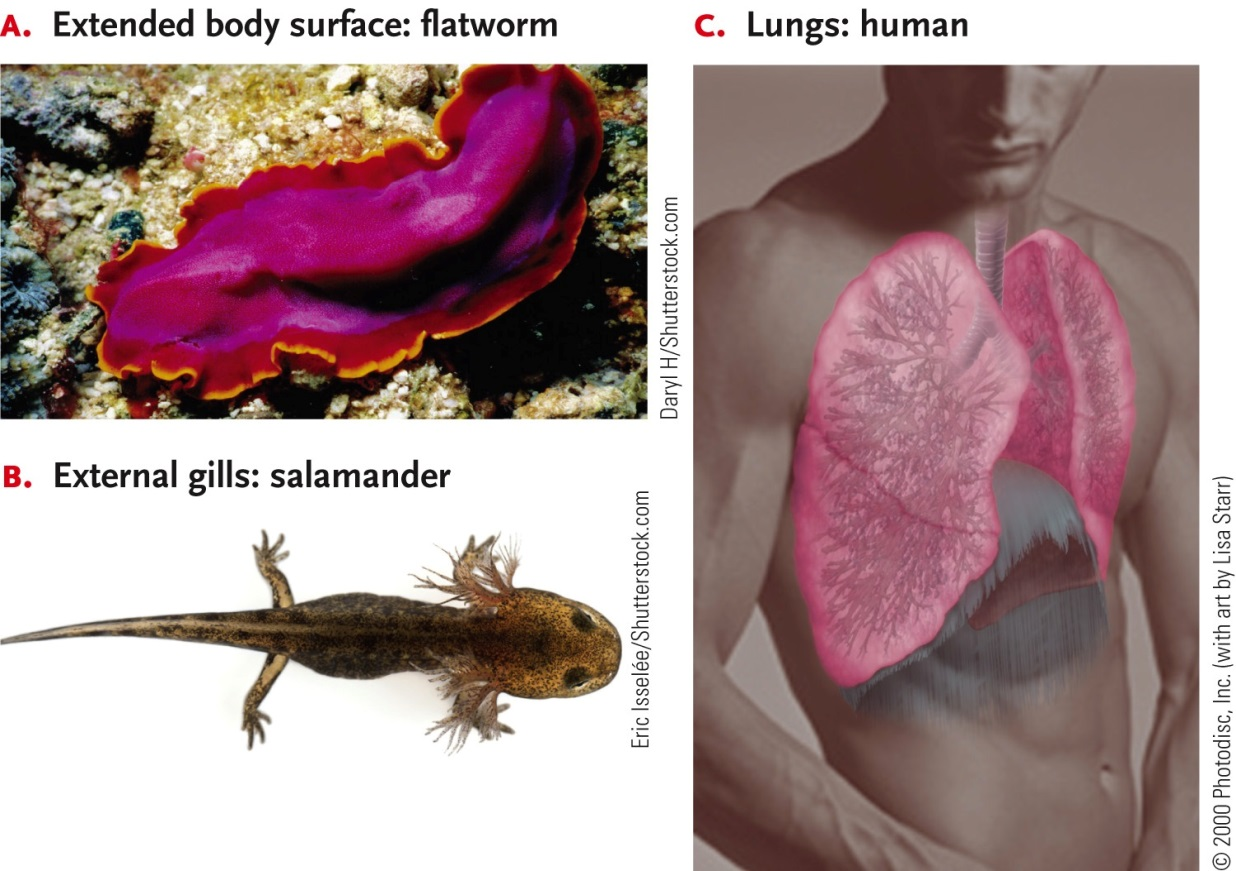 A. Extended body surface: flatworm
Daryl H/Shutterstock.com
B. External gills: salamander
Eric Isselée/Shutterstock.com
C. Lungs: human
© 2000 Photodisc, Inc. (with art by Lisa Starr)